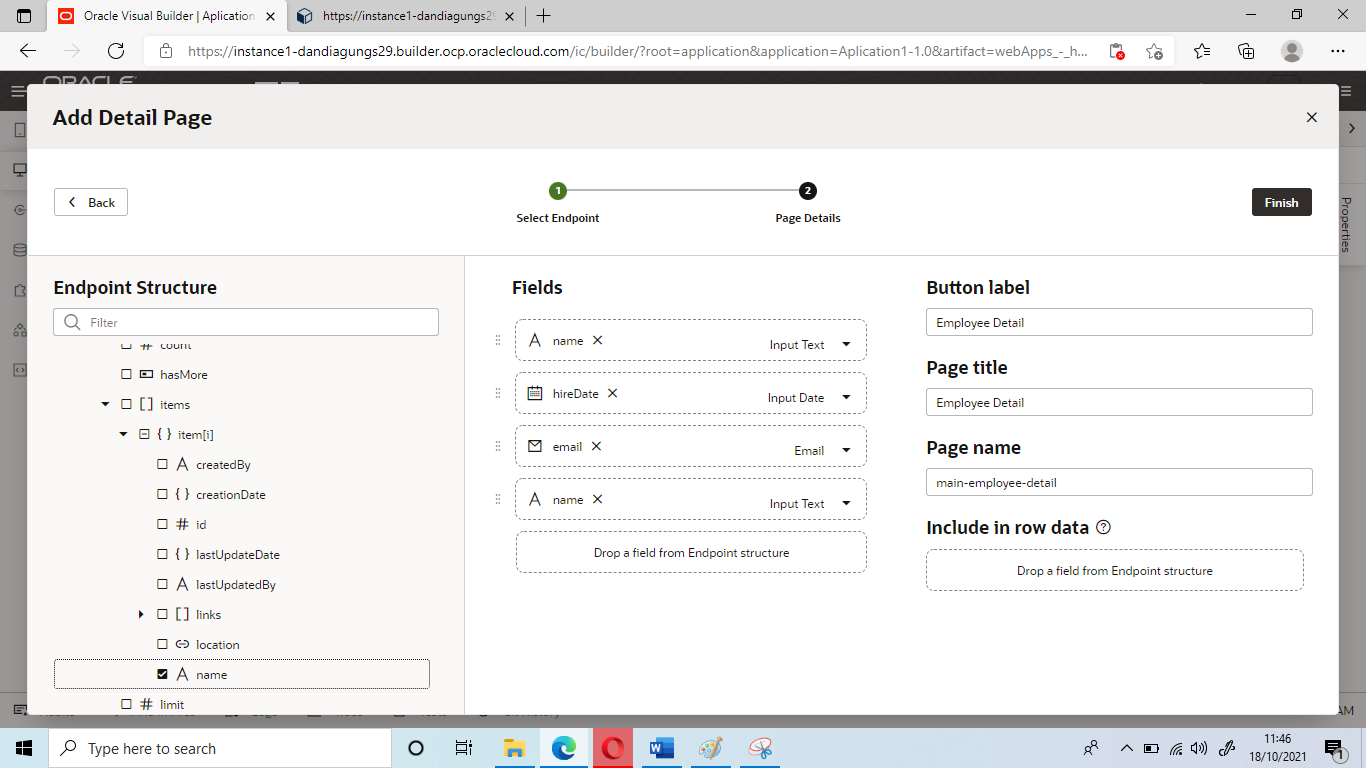 Oracle Visual Builder | Aplication
https://instance1-dandiagungs29
https://instance1-dandiagungs29.builder.ocp.oraclecloud.com/ic/builder/?root=application&application=Aplication1-1.0&artifact=webApps_-_h...
ORACLE
Add Detail Page
Back
1
2
Select Endpoint
Page Details
Finish
Properties
Endpoint Structure
Filter
count
hasMore
[ ] items
{ } item[i]
A createdBy
{ } creationDate
# id
{ } lastUpdateDate
A lastUpdatedBy
[ ] links
location
A name
# limit
Fields
A name
Input Text
hireDate
Input Date
email
Email
A name
Input Text
Drop a field from Endpoint structure
Button label
Employee Detail
Page title
Employee Detail
Page name
main-employee-detail
Include in row data ?
Drop a field from Endpoint structure
AM
Type here to search
11:46
18/10/2021
1